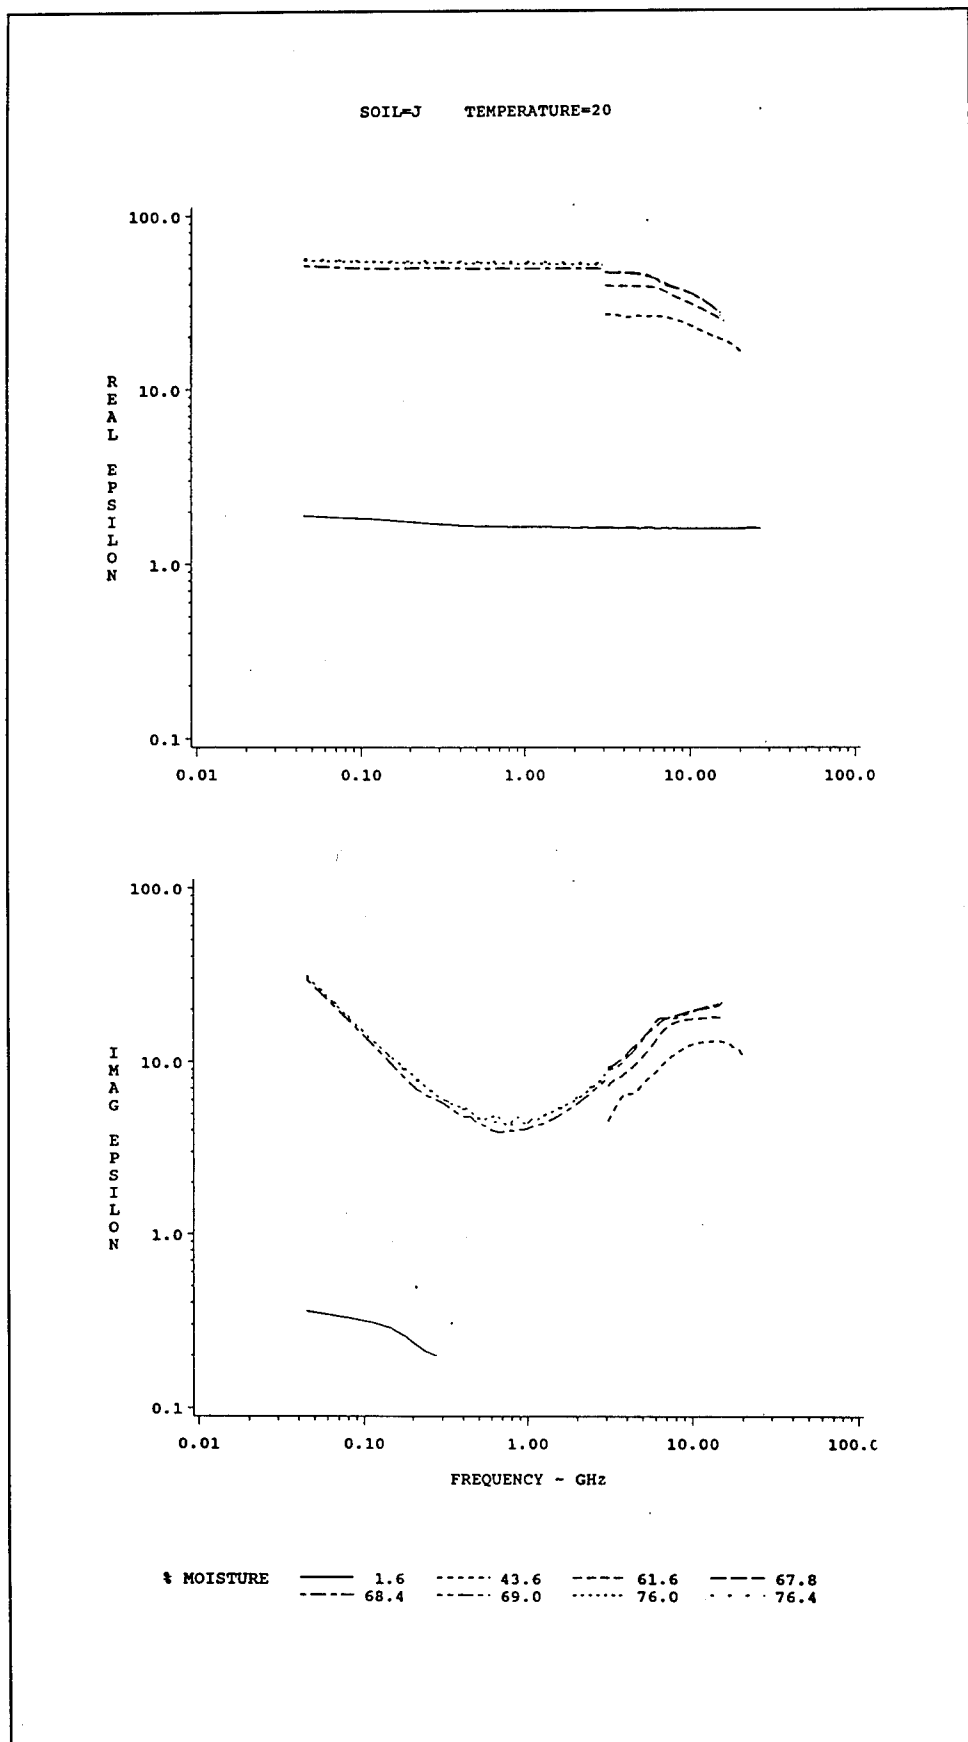 SOIL=J TEMPERATURE=20
100.0
10.0
1.0
0.1
REAL EPSILON
0.01 0.10 1.00 10.00 100.0
100.0
10.0
1.0
0.1
IMAG EPSILON
0.01 0.10 1.00 10.00 100.0
FREQUENCY ~ GHz
% MOISTURE 1.6 43.6 61.6 67.8
68.4 69.0 76.0 76.4